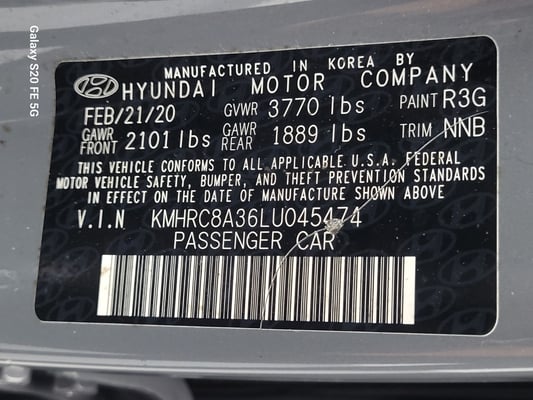 Galaxy S20 FE 5G
MANUFACTURED IN KOREA BY
HYUNDAI MOTOR COMPANY
FEB/21/20 GVWR 3770 lbs PAINT R3G
GAWR FRONT 2101 lbs GAWR REAR 1889 lbs TRIM NNB
THIS VEHICLE CONFORMS TO ALL APPLICABLE U.S.A. FEDERAL
MOTOR VEHICLE SAFETY, BUMPER, AND THEFT PREVENTION STANDARDS
IN EFFECT ON THE DATE OF MANUFACTURE SHOWN ABOVE
V.I.N KMHRC8A36LU045474
PASSENGER CAR